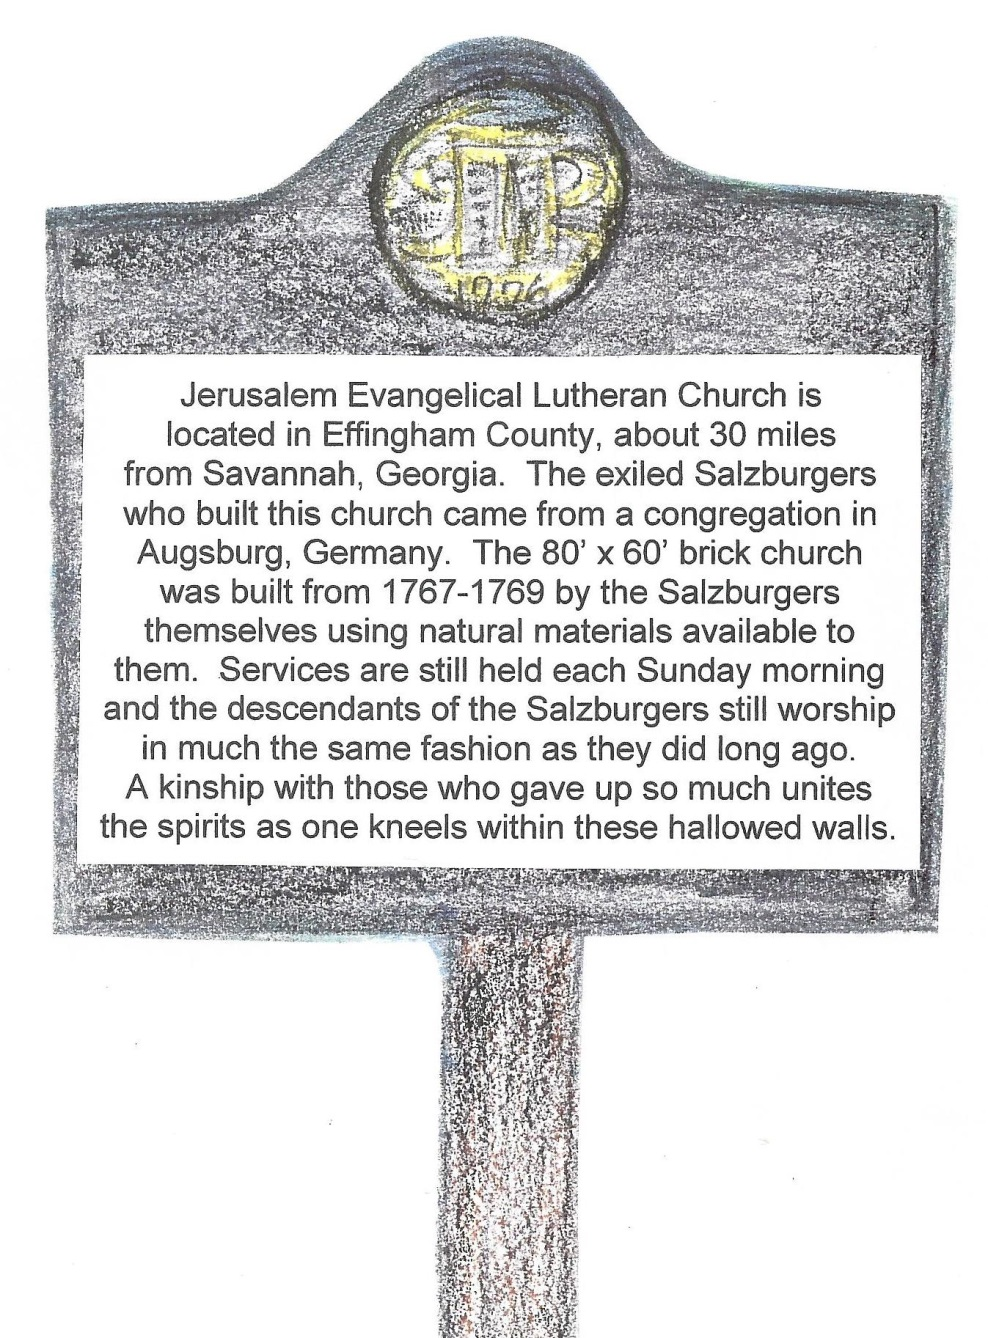 STP
1996
Jerusalem Evangelical Lutheran Church is
located in Effingham County, about 30 miles
from Savannah, Georgia. The exiled Salzburgers
who built this church came from a congregation in
Augsburg, Germany. The 80' x 60' brick church
was built from 1767-1769 by the Salzburgers
themselves using natural materials available to
them. Services are still held each Sunday morning
and the descendants of the Salzburgers still worship
in much the same fashion as they did long ago.
A kinship with those who gave up so much unites
the spirits as one kneels within these hallowed walls.